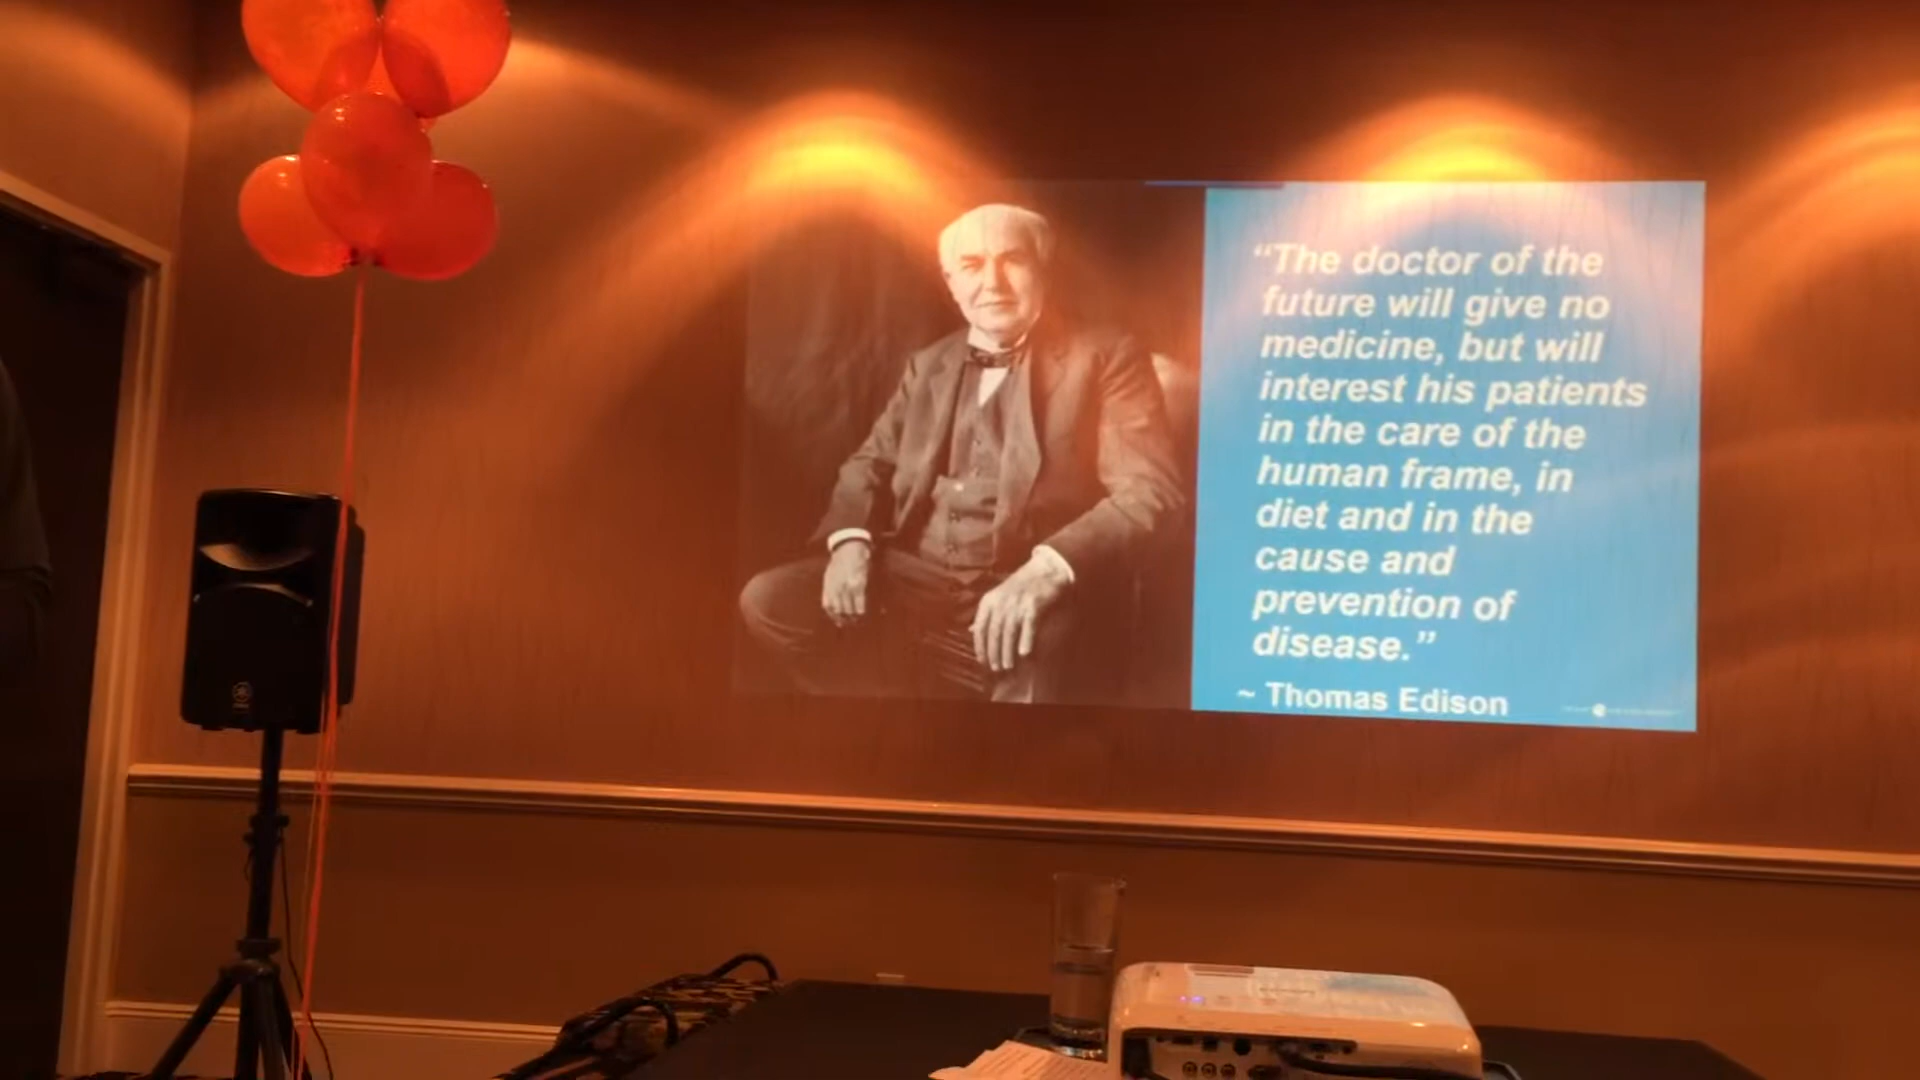 “The doctor of the
future will give no
medicine, but will
interest his patients
in the care of the
human frame, in
diet and in the
cause and
prevention of
disease.”
~ Thomas Edison